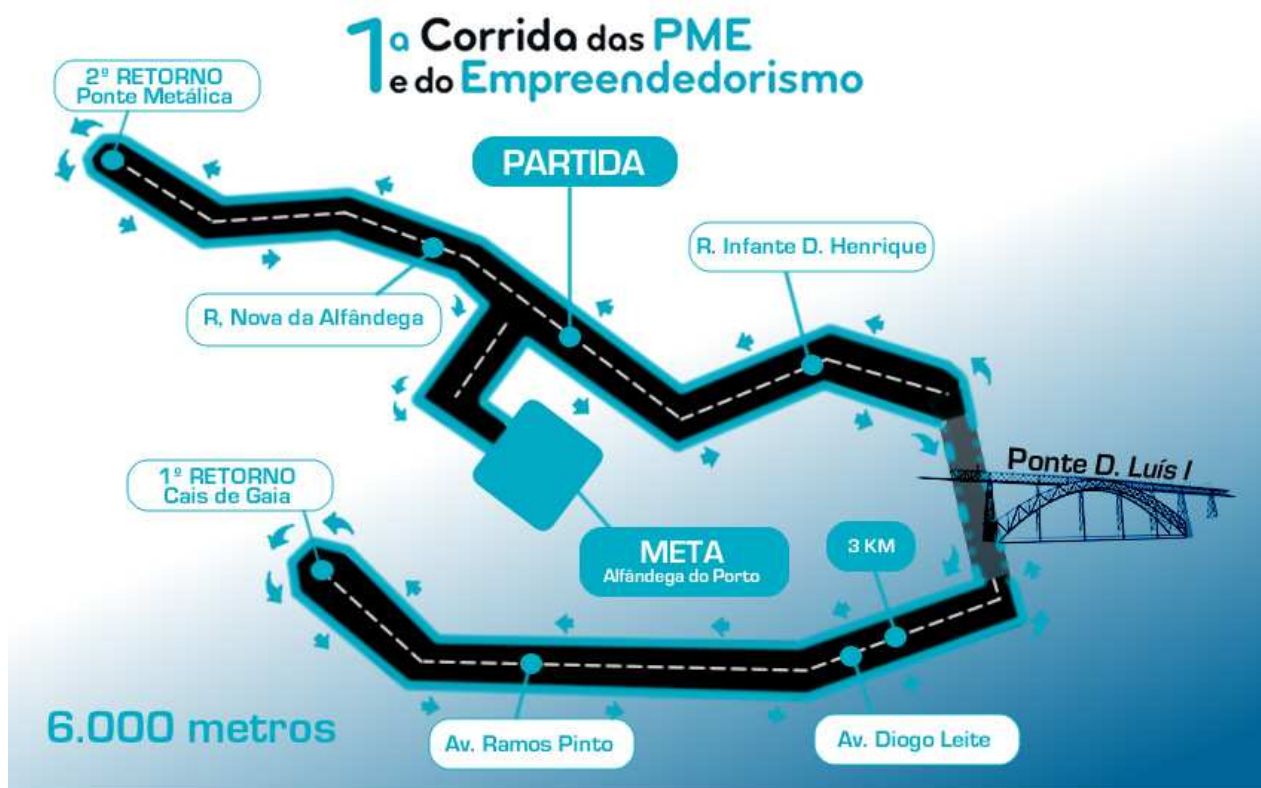 1a Corrida das PME
e do Empreendedorismo
2º RETORNO
Ponte Metálica
PARTIDA
R. Infante D. Henrique
R, Nova da Alfândega
Ponte D. Luís I
1º RETORNO
Cais de Gaia
META
Alfândega do Porto
3 KM
6.000 metros
Av. Ramos Pinto
Av. Diogo Leite